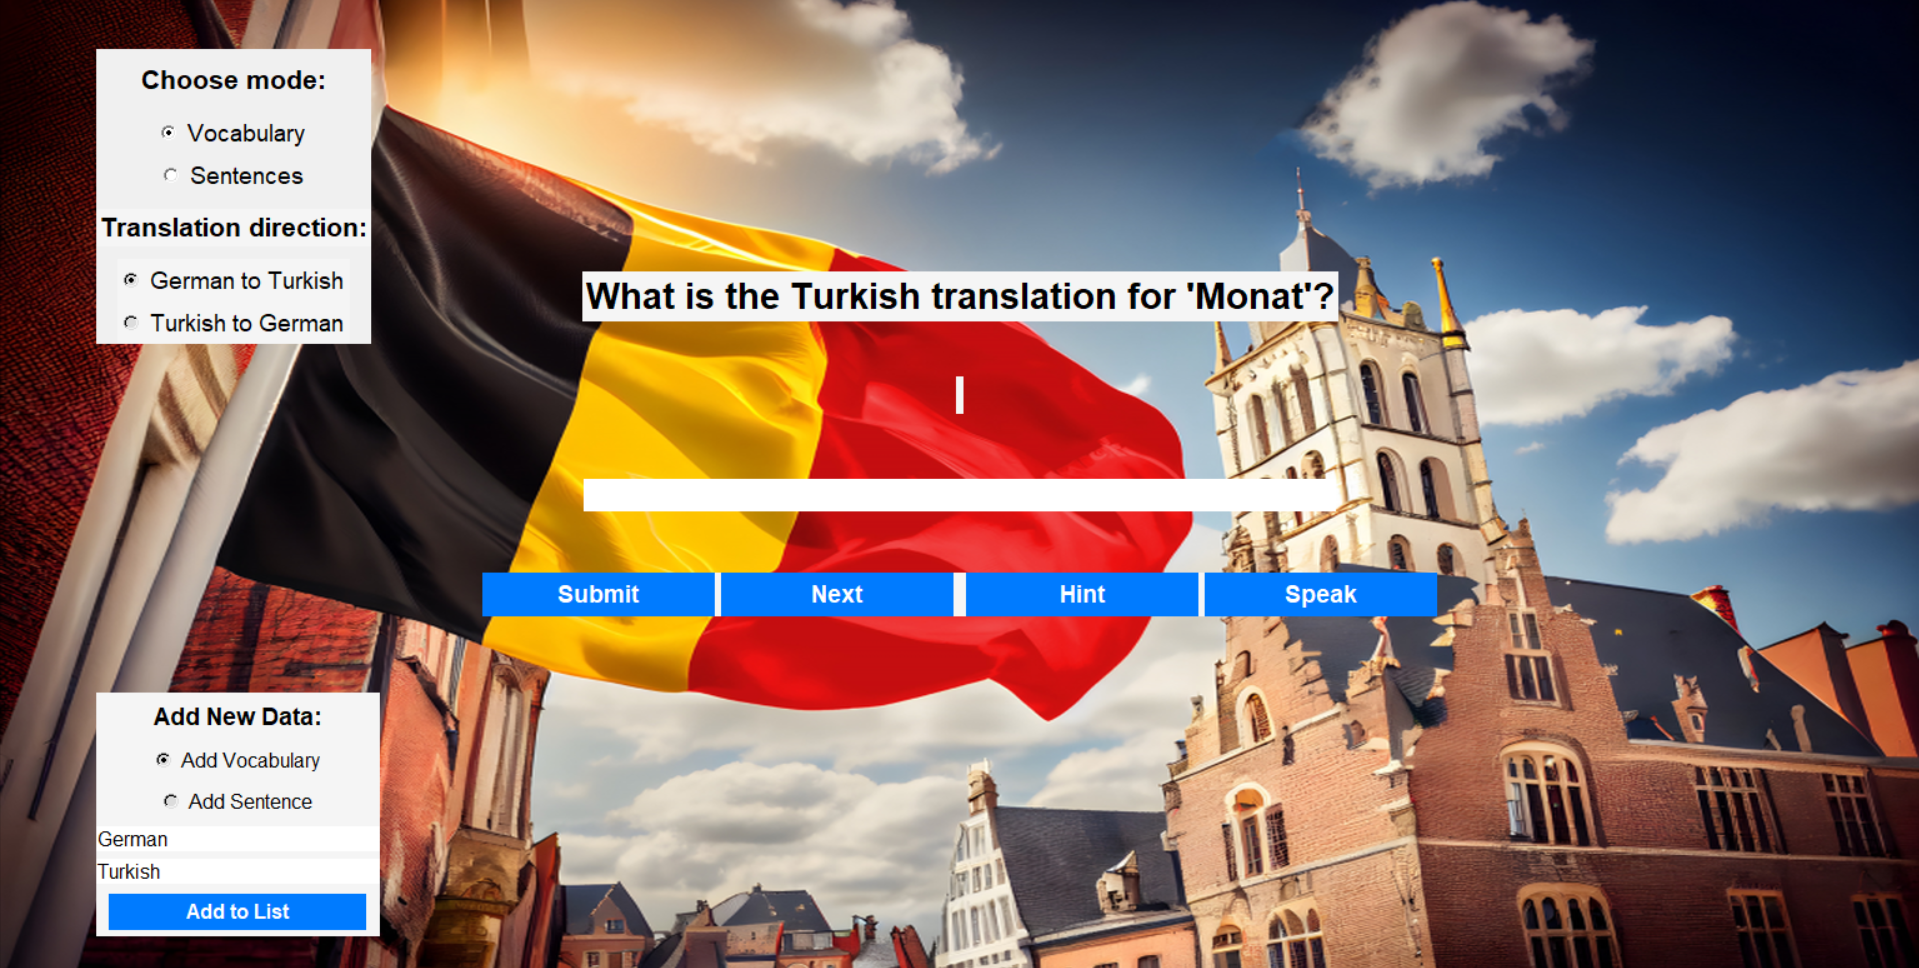 Choose mode:
Vocabulary
Sentences
Translation direction:
German to Turkish
Turkish to German
What is the Turkish translation for 'Monat'?
Submit
Next
Hint
Speak
Add New Data:
Add Vocabulary
Add Sentence
German
Turkish
Add to List